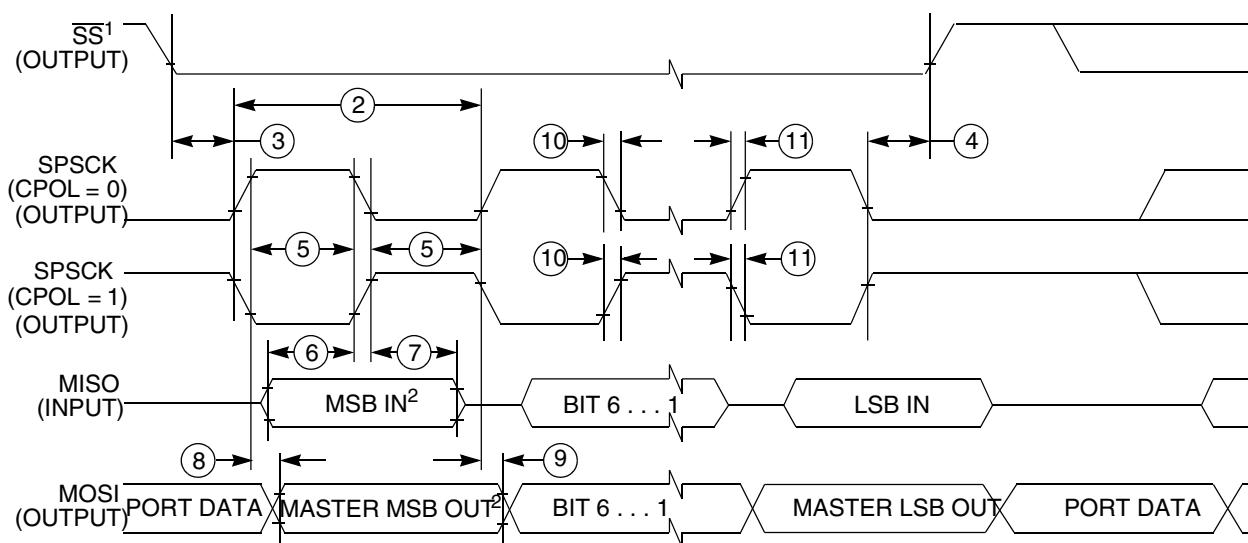 SS¹
(OUTPUT)
2
3
10
11
4
SPSCK
(CPOL = 0)
(OUTPUT)
5
5
SPSCK
(CPOL = 1)
(OUTPUT)
10
11
6
7
MISO
(INPUT)
MSB IN²
BIT 6 . . . 1
LSB IN
8
9
MOSI
(OUTPUT)
PORT DATA
MASTER MSB OUT²
BIT 6 . . . 1
MASTER LSB OUT
PORT DATA